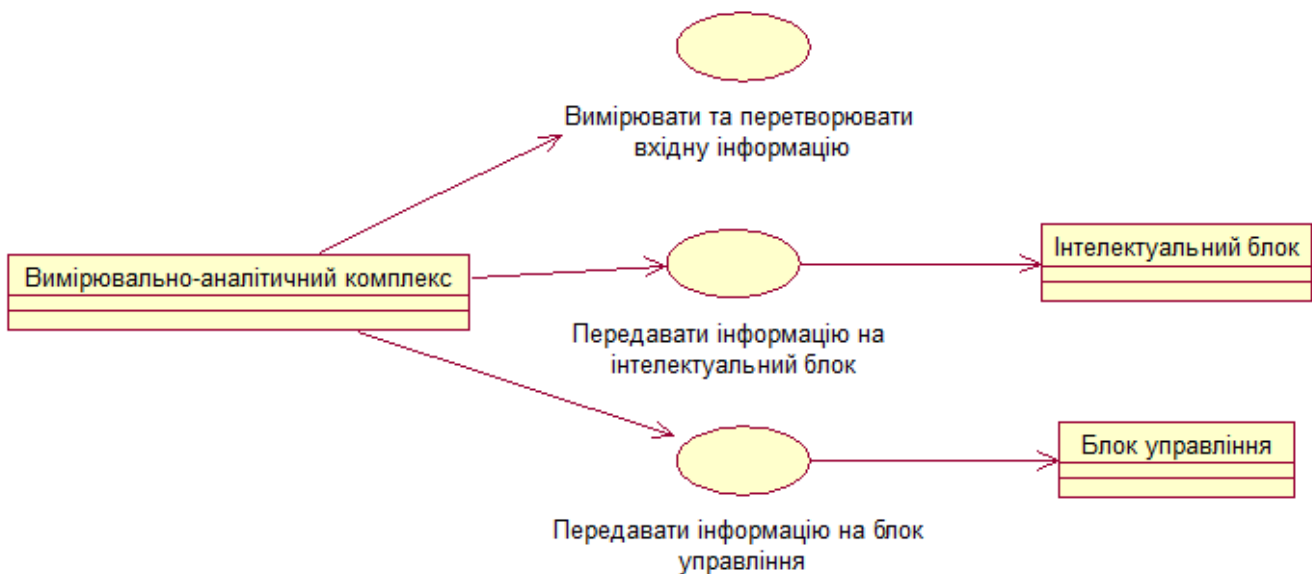 Вимірювати та перетворювати
вхідну інформацію
Вимірювально-аналітичний комплекс
Інтелектуальний блок
Передавати інформацію на
інтелектуальний блок
Блок управління
Передавати інформацію на блок
управління